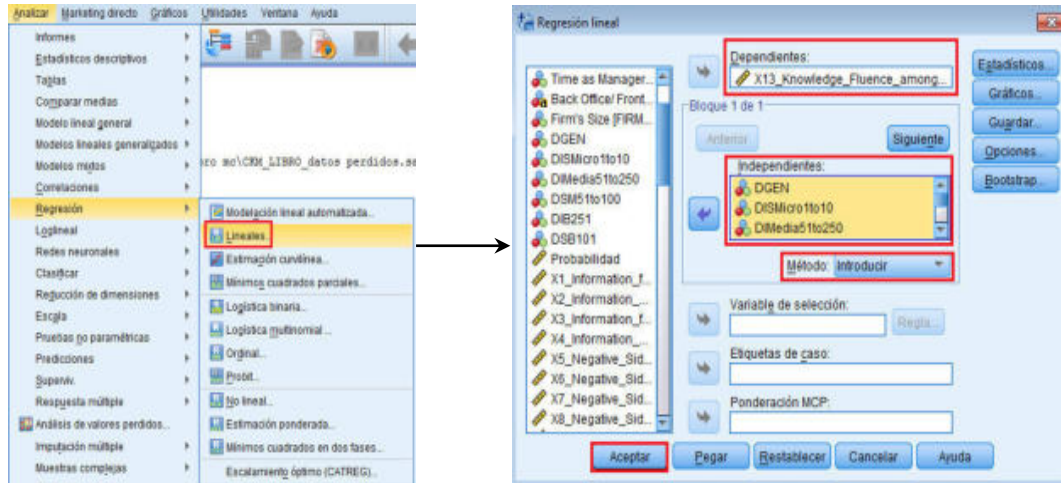 Analizar Marketing directo Gráficos Utilidades Ventana Ayuda
Informes
Estadísticos descriptivos
Tablas
Comparar medias
Modelo lineal general
Modelos lineales generalizados
Modelos mixtos
Correlaciones
Regresión
Loglineal
Redes neuronales
Clasificar
Reducción de dimensiones
Escala
Pruebas no paramétricas
Predicciones
Superviv.
Respuesta múltiple
Análisis de valores perdidos...
Imputación múltiple
Muestras complejas
ro mo\CRM_LIBRO_datos perdidos.sa
Modelación lineal automatizada...
Lineales...
Estimación curvilínea...
Mínimos cuadrados parciales...
Logística binaria...
Logística multinomial...
Ordinal...
Probit...
No lineal...
Estimación ponderada...
Mínimos cuadrados en dos fases...
Escalamiento óptimo (CATREG)...
Regresión lineal
Time as Manager...
Back Office/ Front...
Firm's Size [FIRM...
DGEN
DISMicro1to10
DIMedia51to250
DSM51to100
DIB251
DSB101
Probabilidad
X1_Information_f...
X2_Information_...
X3_Information_f...
X4_Information_...
X5_Negative_Sid...
X6_Negative_Sid...
X7_Negative_Sid...
X8_Negative_Sid...
Dependientes:
X13_Knowledge_Fluence_among...
Bloque 1 de 1
Anterior
Siguiente
Independientes:
DGEN
DISMicro1to10
DIMedia51to250
Método: Introducir
Variable de selección:
Regla...
Etiquetas de caso:
Ponderación MCP:
Estadísticos...
Gráficos...
Guardar...
Opciones...
Bootstrap...
Aceptar Pegar Restablecer Cancelar Ayuda